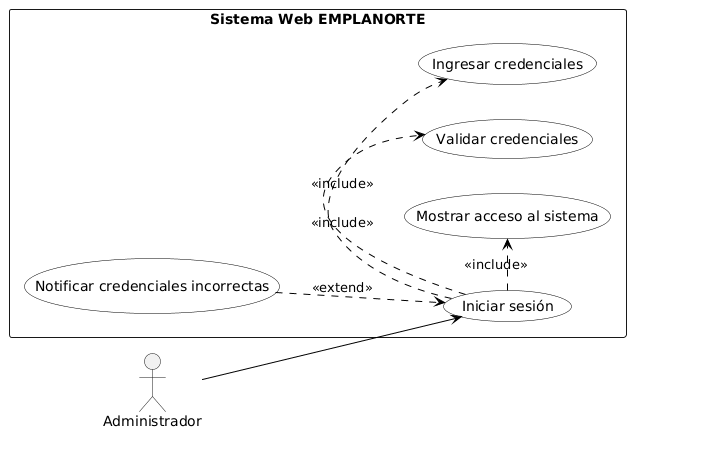 Sistema Web EMPLANORTE
Ingresar credenciales
Validar credenciales
«include»
Mostrar acceso al sistema
«include»
«include»
Notificar credenciales incorrectas
«extend»
Iniciar sesión
Administrador